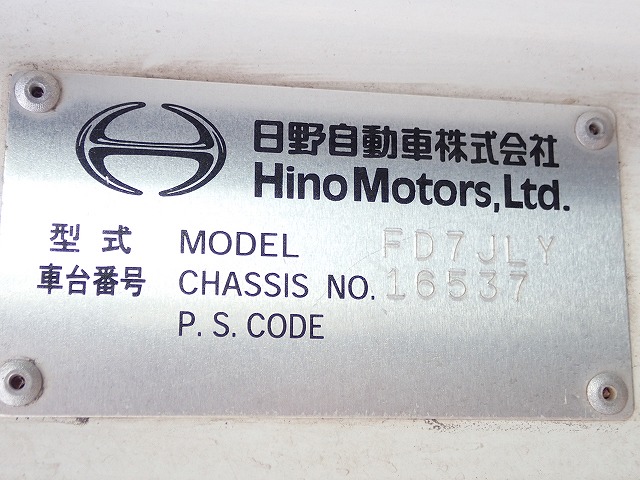 日野自動車株式会社
Hino Motors, Ltd.
型式 MODEL FD7JLY
車台番号 CHASSIS NO. 16537
P. S. CODE